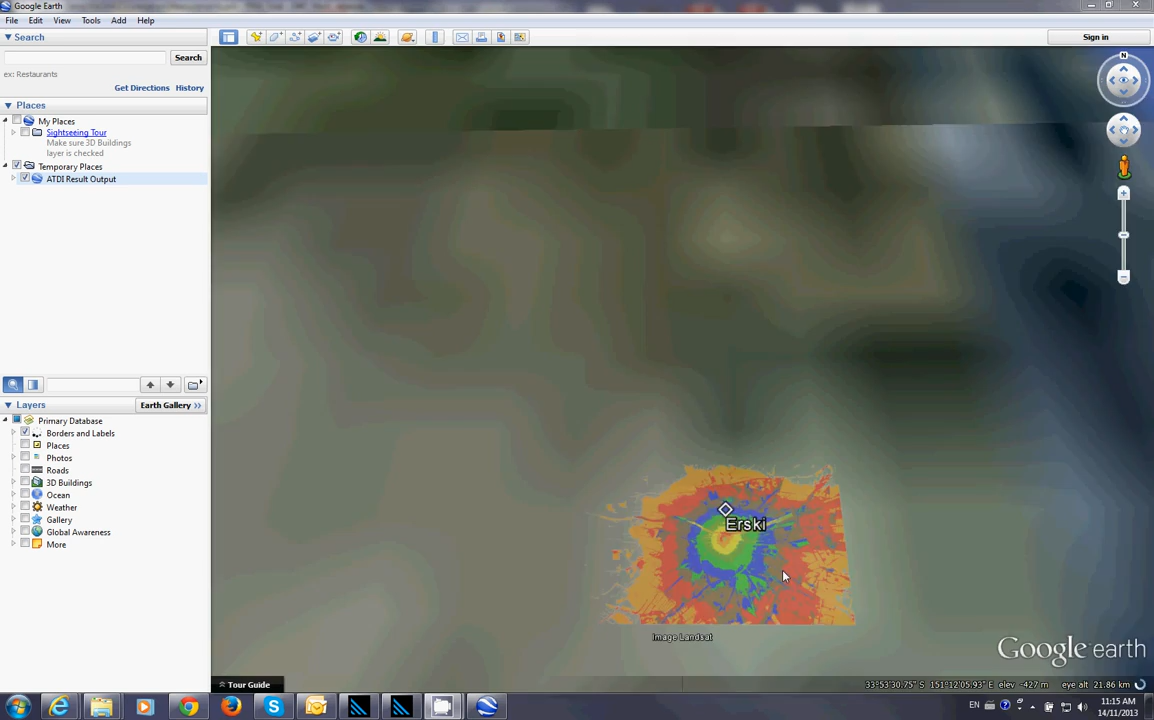 Google Earth
File Edit View Tools Add Help
Search
Sign in
Search
ex: Restaurants
Get Directions History
Places
My Places
Sightseeing Tour
Make sure 3D Buildings
layer is checked
Temporary Places
ATDI Result Output
N
Layers
Earth Gallery
Primary Database
Borders and Labels
Places
Photos
Roads
3D Buildings
Ocean
Weather
Gallery
Global Awareness
More
Erski
Image Landsat
Google earth
Tour Guide
33°53'30.75" S 151°12'05.93" E elev -427 m eye alt 21.86 km
EN
11:15 AM
14/11/2013